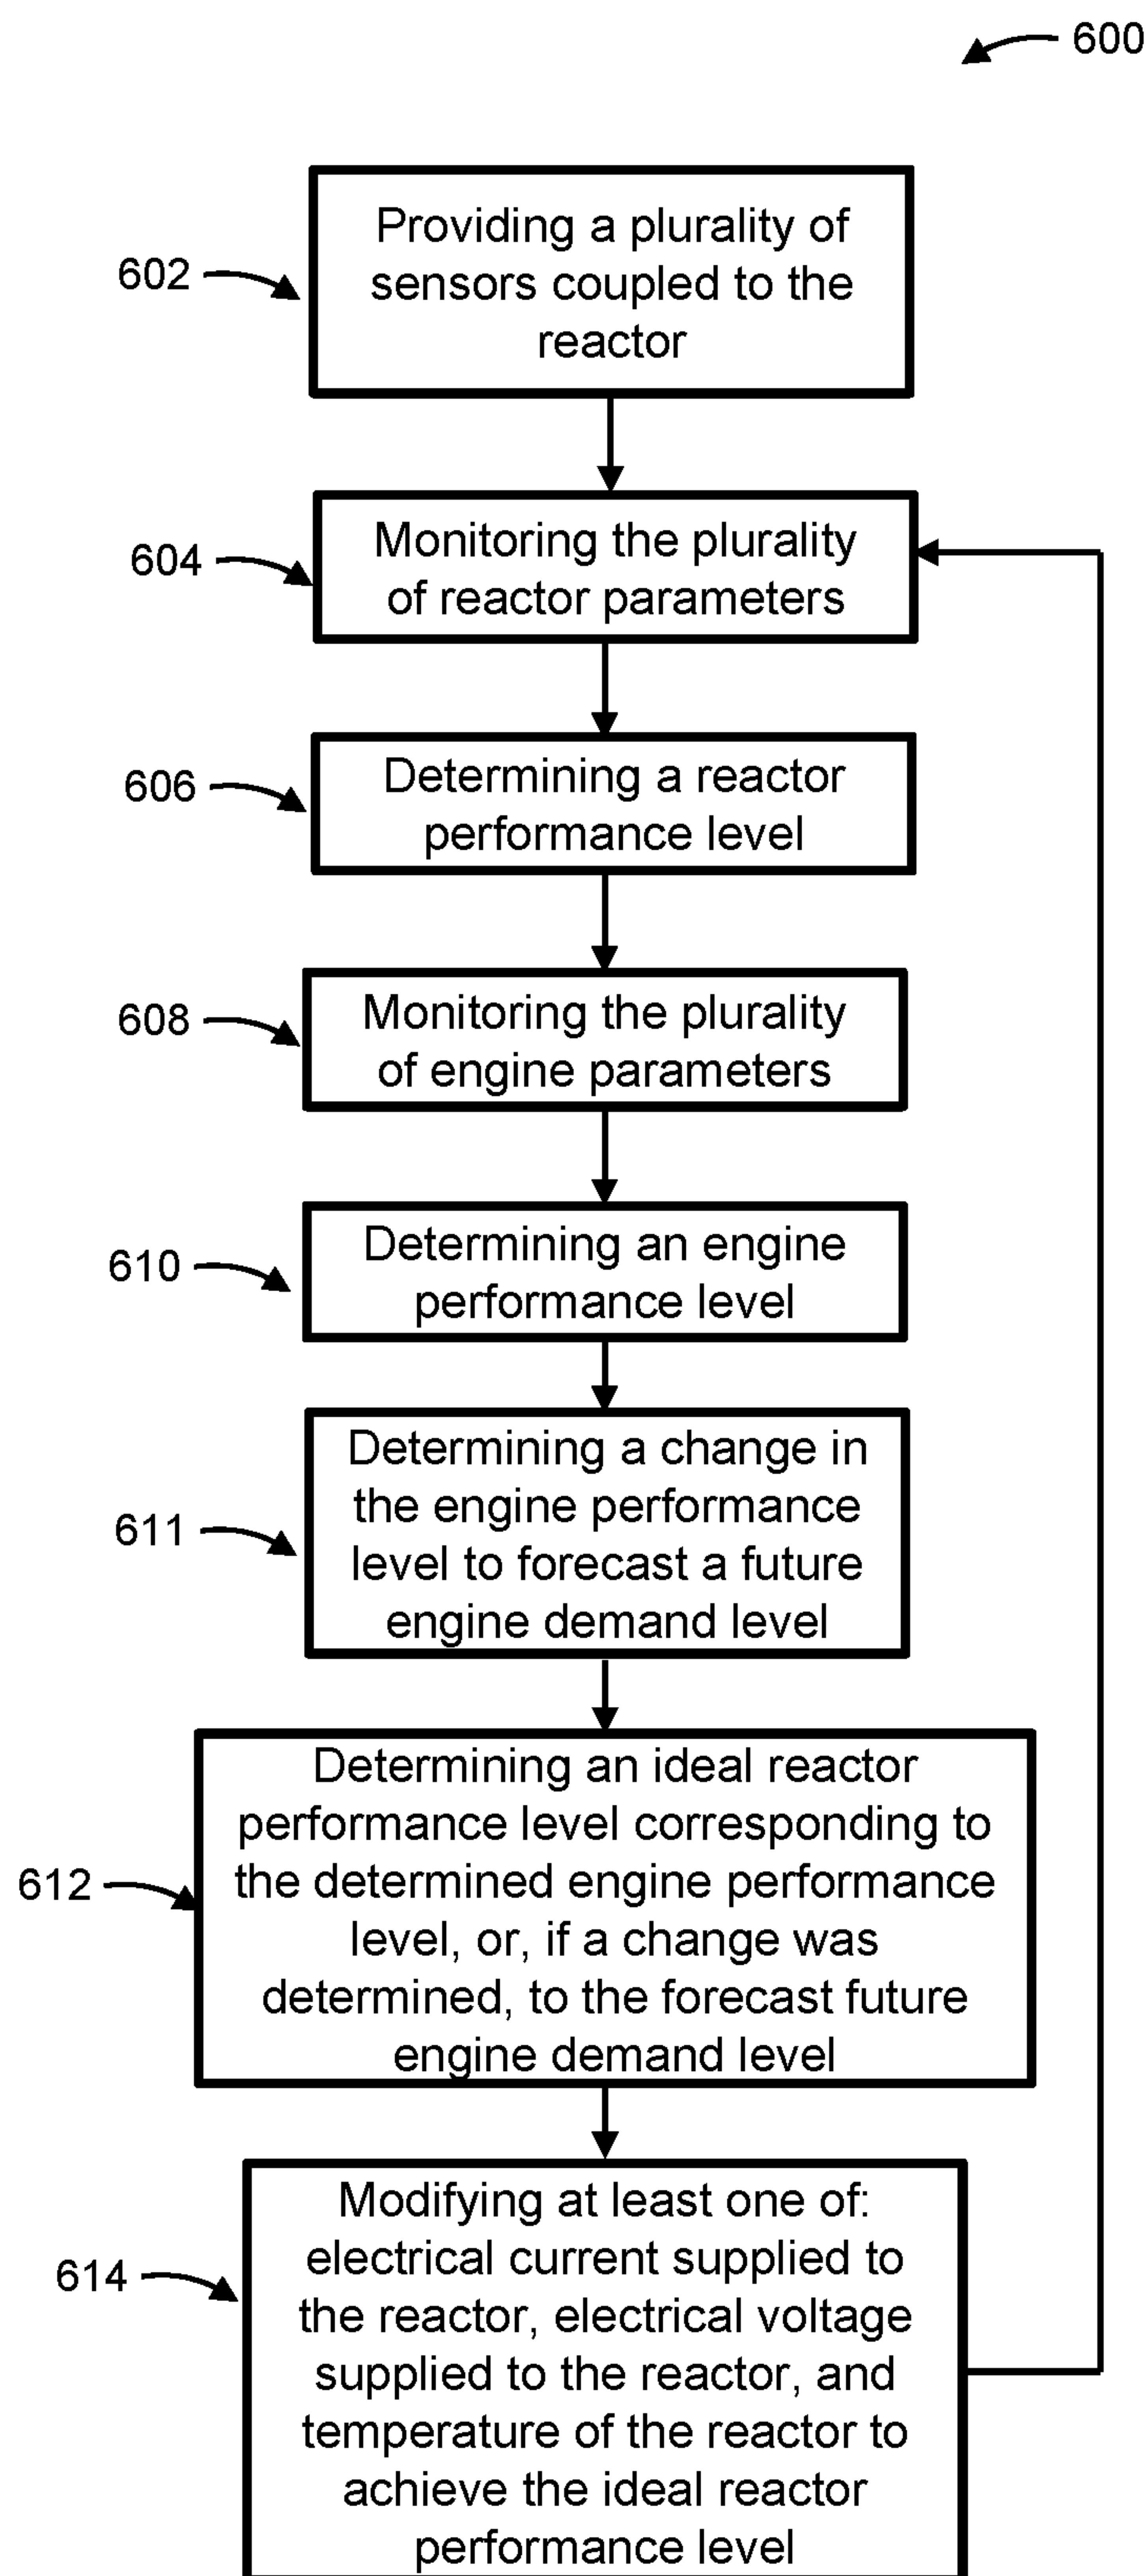 600
602
Providing a plurality of
sensors coupled to the
reactor
604
Monitoring the plurality
of reactor parameters
606
Determining a reactor
performance level
608
Monitoring the plurality
of engine parameters
610
Determining an engine
performance level
611
Determining a change in
the engine performance
level to forecast a future
engine demand level
612
Determining an ideal reactor
performance level corresponding to
the determined engine performance
level, or, if a change was
determined, to the forecast future
engine demand level
614
Modifying at least one of:
electrical current supplied to
the reactor, electrical voltage
supplied to the reactor, and
temperature of the reactor to
achieve the ideal reactor
performance level